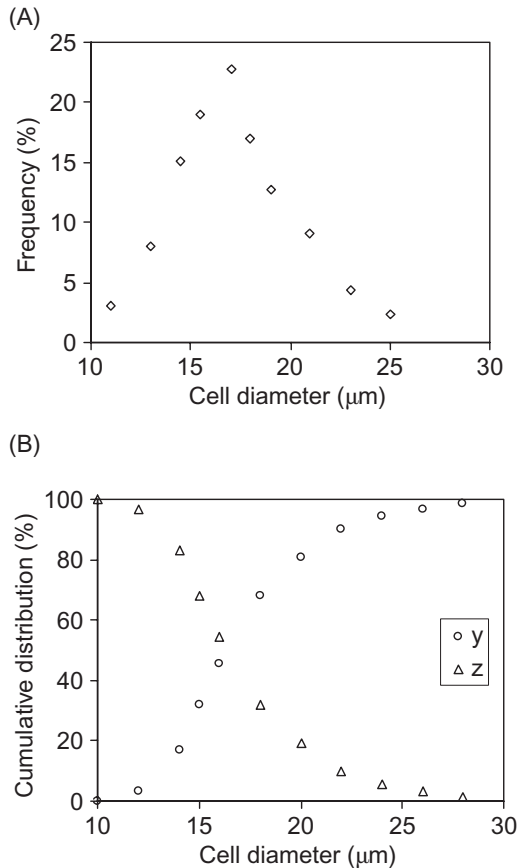 (A)
25
20
15
10
5
0
Frequency (%)
10 15 20 25 30
Cell diameter (μm)
(B)
100
80
60
40
20
0
Cumulative distribution (%)
y
z
10 15 20 25 30
Cell diameter (μm)